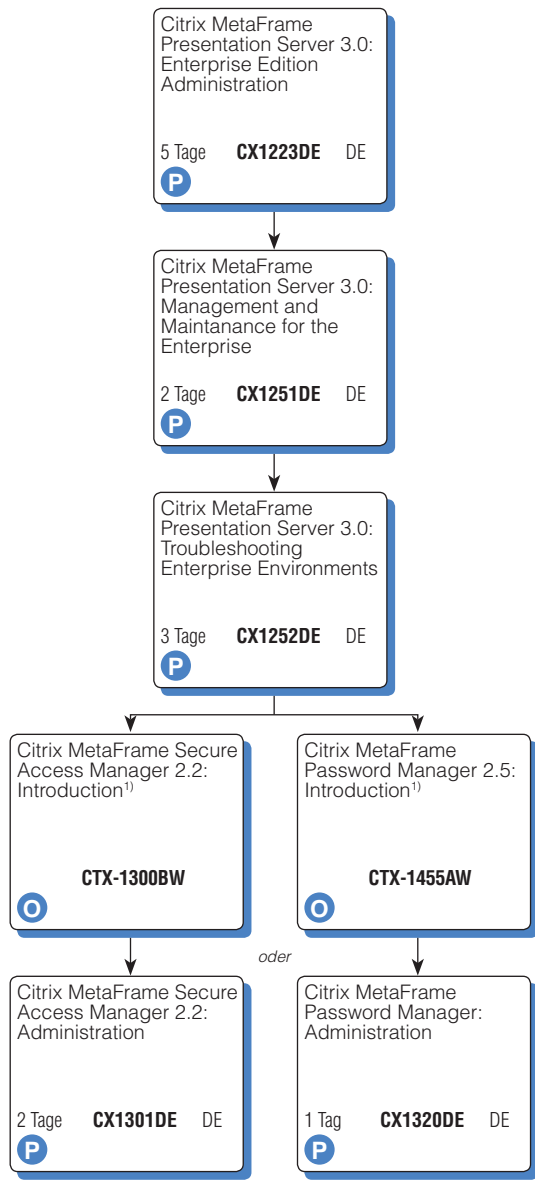 Citrix MetaFrame
Presentation Server 3.0:
Enterprise Edition
Administration
5 Tage CX1223DE DE
P
Citrix MetaFrame
Presentation Server 3.0:
Management and
Maintanance for the
Enterprise
2 Tage CX1251DE DE
P
Citrix MetaFrame
Presentation Server 3.0:
Troubleshooting
Enterprise Environments
3 Tage CX1252DE DE
P
Citrix MetaFrame Secure
Access Manager 2.2:
Introduction1)
CTX-1300BW
O
Citrix MetaFrame
Password Manager 2.5:
Introduction1)
CTX-1455AW
O
oder
Citrix MetaFrame Secure
Access Manager 2.2:
Administration
2 Tage CX1301DE DE
P
Citrix MetaFrame
Password Manager:
Administration
1 Tag CX1320DE DE
P